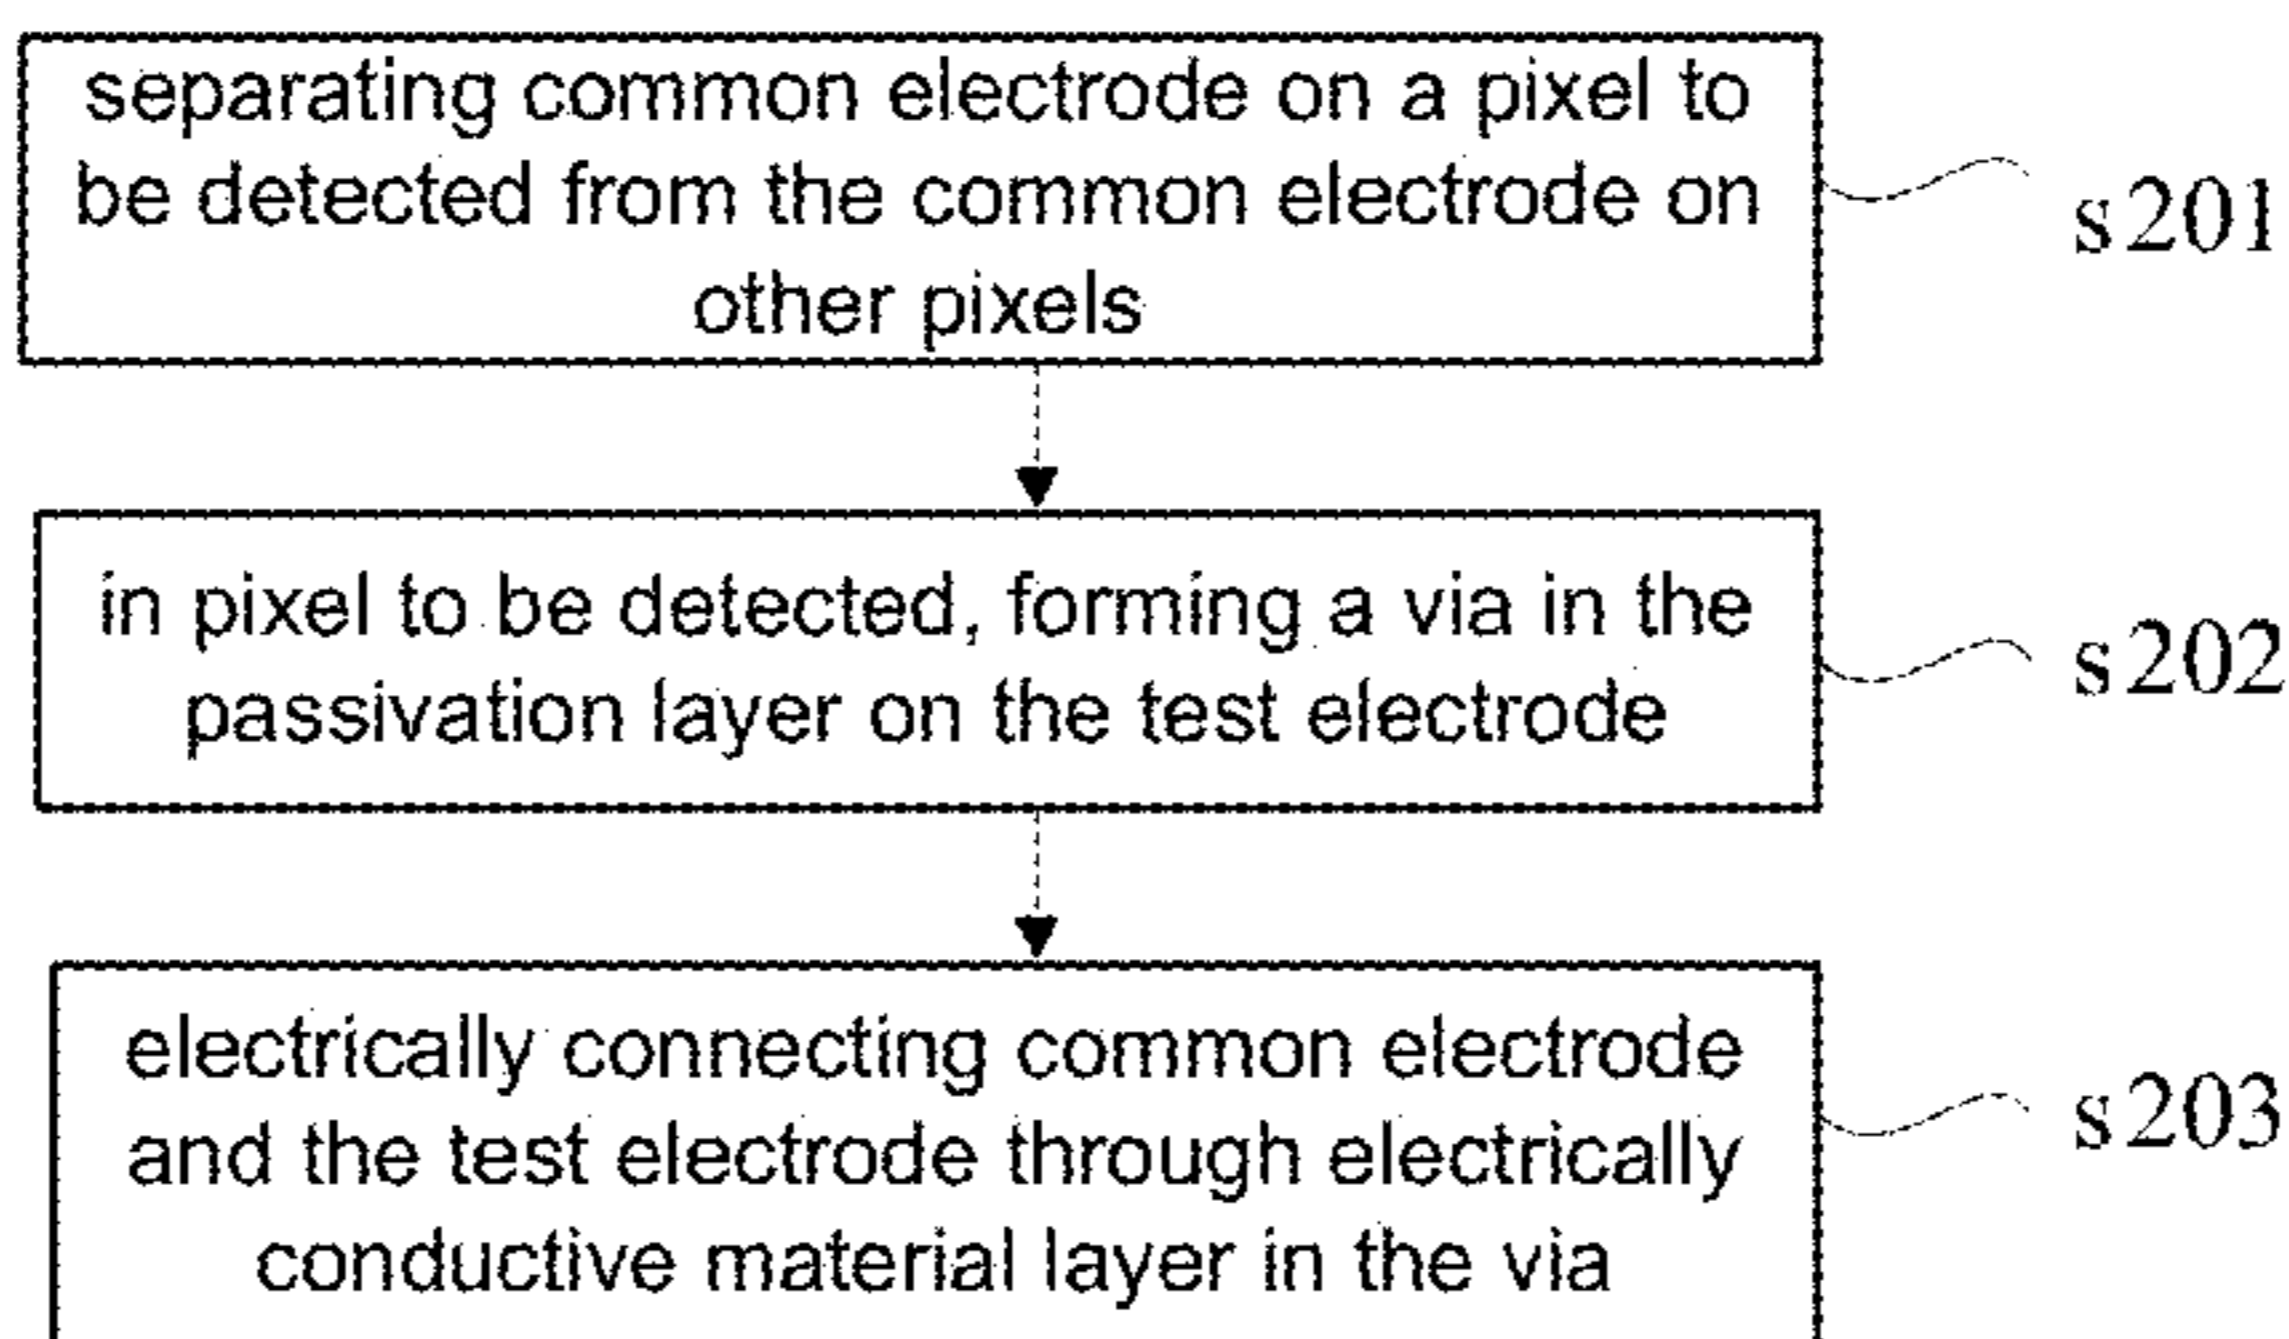 separating common electrode on a pixel to
be detected from the common electrode on
other pixels
s201
in pixel to be detected, forming a via in the
passivation layer on the test electrode
s202
electrically connecting common electrode
and the test electrode through electrically
conductive material layer in the via
s203